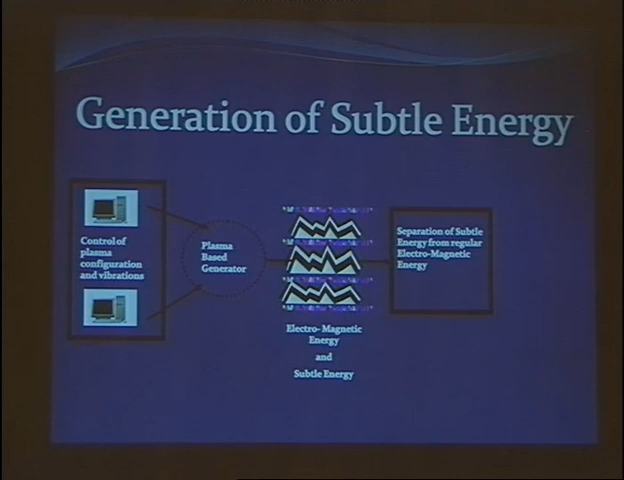 Generation of Subtle Energy
Control of
plasma
configuration
and vibrations
Plasma
Based
Generator
Electro- Magnetic
Energy
and
Subtle Energy
Separation of Subtle
Energy from regular
Electro-Magnetic
Energy